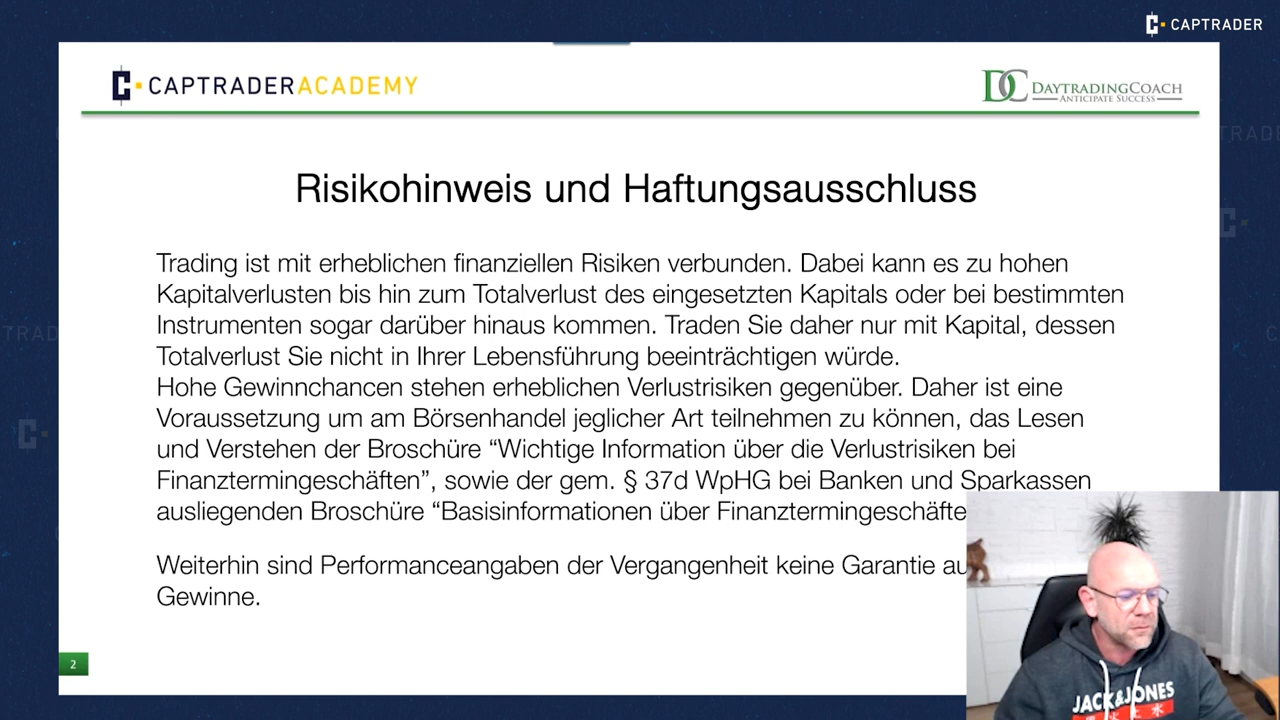 CAPTRADER
CAPTRADERACADEMY
DC DAYTRADINGCOACH
ANTICIPATE SUCCESS
Risikohinweis und Haftungsausschluss
Trading ist mit erheblichen finanziellen Risiken verbunden. Dabei kann es zu hohen
Kapitalverlusten bis hin zum Totalverlust des eingesetzten Kapitals oder bei bestimmten
Instrumenten sogar darüber hinaus kommen. Traden Sie daher nur mit Kapital, dessen
Totalverlust Sie nicht in Ihrer Lebensführung beeinträchtigen würde.
Hohe Gewinnchancen stehen erheblichen Verlustrisiken gegenüber. Daher ist eine
Voraussetzung um am Börsenhandel jeglicher Art teilnehmen zu können, das Lesen
und Verstehen der Broschüre “Wichtige Information über die Verlustrisiken bei
Finanztermingeschäften”, sowie der gem. § 37d WpHG bei Banken und Sparkassen
ausliegenden Broschüre “Basisinformationen über Finanztermingeschäfte
Weiterhin sind Performanceangaben der Vergangenheit keine Garantie au
Gewinne.
2
JACK&JONES